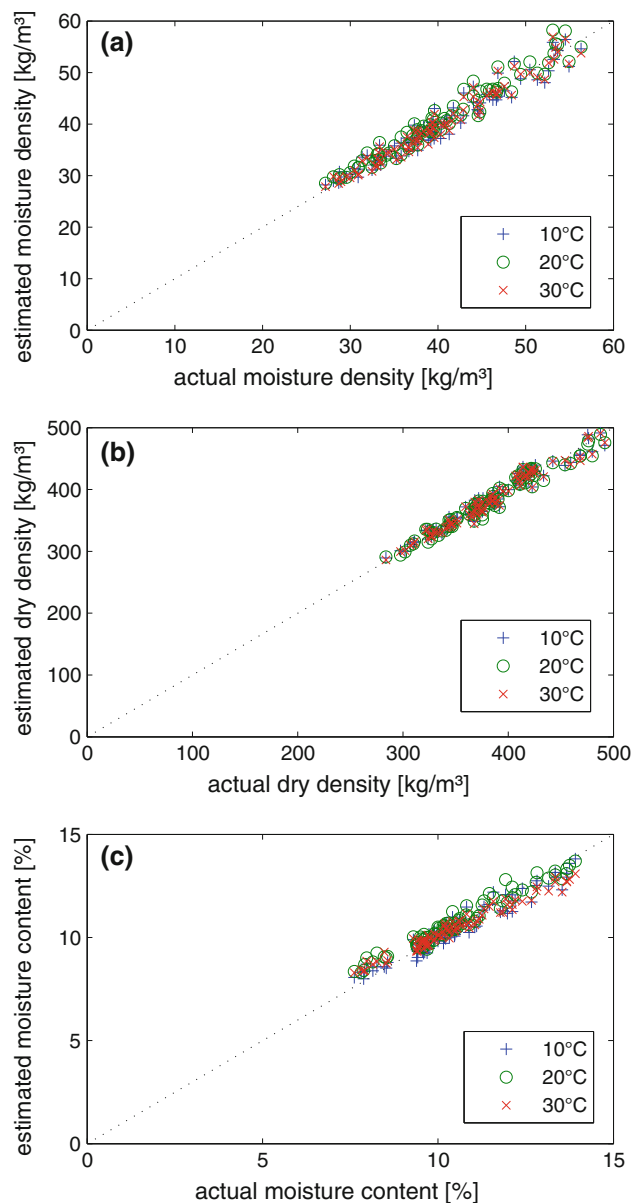 (a)
estimated moisture density [kg/m³]
60
50
40
30
20
10
0
10°C
20°C
30°C
0 10 20 30 40 50 60
actual moisture density [kg/m³]
(b)
estimated dry density [kg/m³]
500
400
300
200
100
0
10°C
20°C
30°C
0 100 200 300 400 500
actual dry density [kg/m³]
(c)
estimated moisture content [%]
15
10
5
0
10°C
20°C
30°C
0 5 10 15
actual moisture content [%]